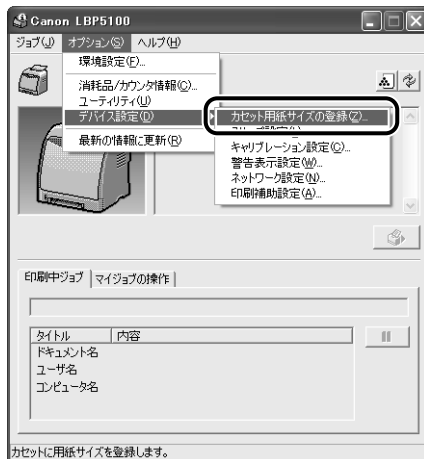 Canon LBP5100
ジョブ(J) オプション(S) ヘルプ(H)
環境設定(F)...
消耗品/カウンタ情報(C)...
ユーティリティ(U)
デバイス設定(D)
最新の情報に更新(R)
カセット用紙サイズの登録(Z)...
キャリブレーション設定(C)...
警告表示設定(W)...
ネットワーク設定(N)...
印刷補助設定(A)...
印刷中ジョブ マイジョブの操作
タイトル 内容
ドキュメント名
ユーザ名
コンピュータ名
カセットに用紙サイズを登録します。